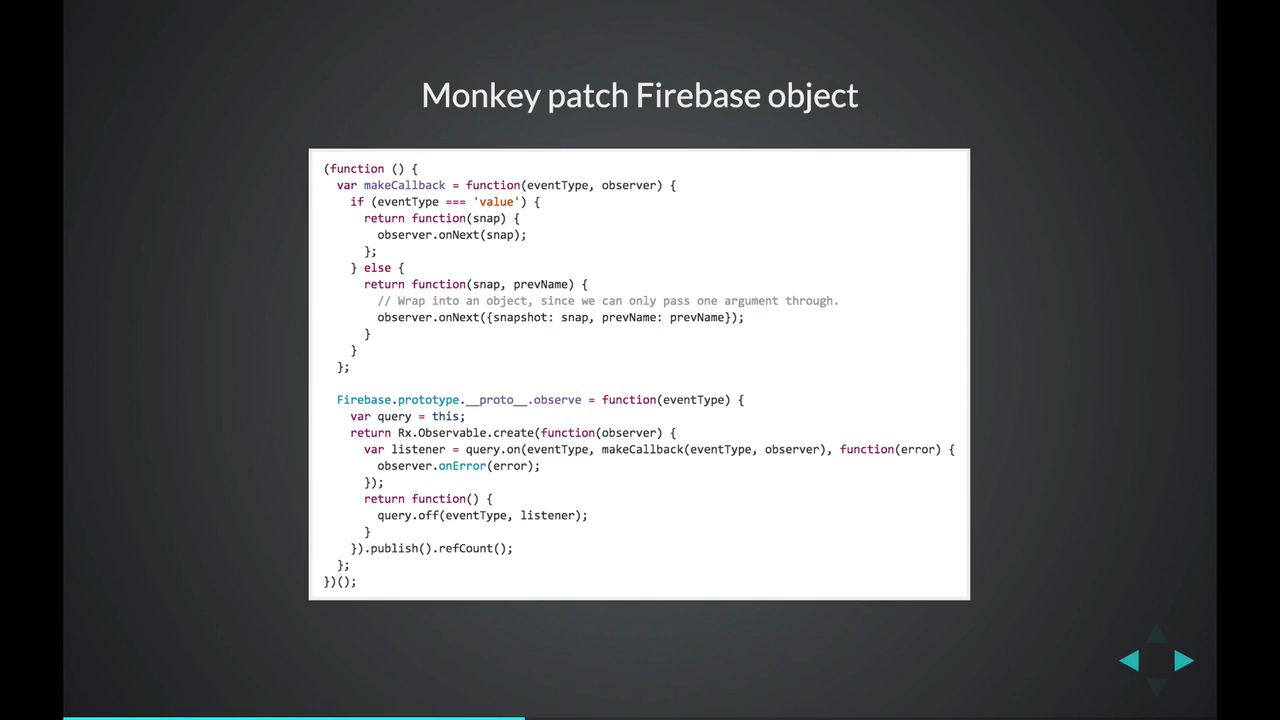 Monkey patch Firebase object
(function () {
  var makeCallback = function(eventType, observer) {
    if (eventType === 'value') {
      return function(snap) {
        observer.onNext(snap);
      };
    } else {
      return function(snap, prevName) {
        // Wrap into an object, since we can only pass one argument through.
        observer.onNext({snapshot: snap, prevName: prevName});
      }
    }
  };

  Firebase.prototype.__proto__.observe = function(eventType) {
    var query = this;
    return Rx.Observable.create(function(observer) {
      var listener = query.on(eventType, makeCallback(eventType, observer), function(error) {
        observer.onError(error);
      });
      return function() {
        query.off(eventType, listener);
      }
    }).publish().refCount();
  };
})();